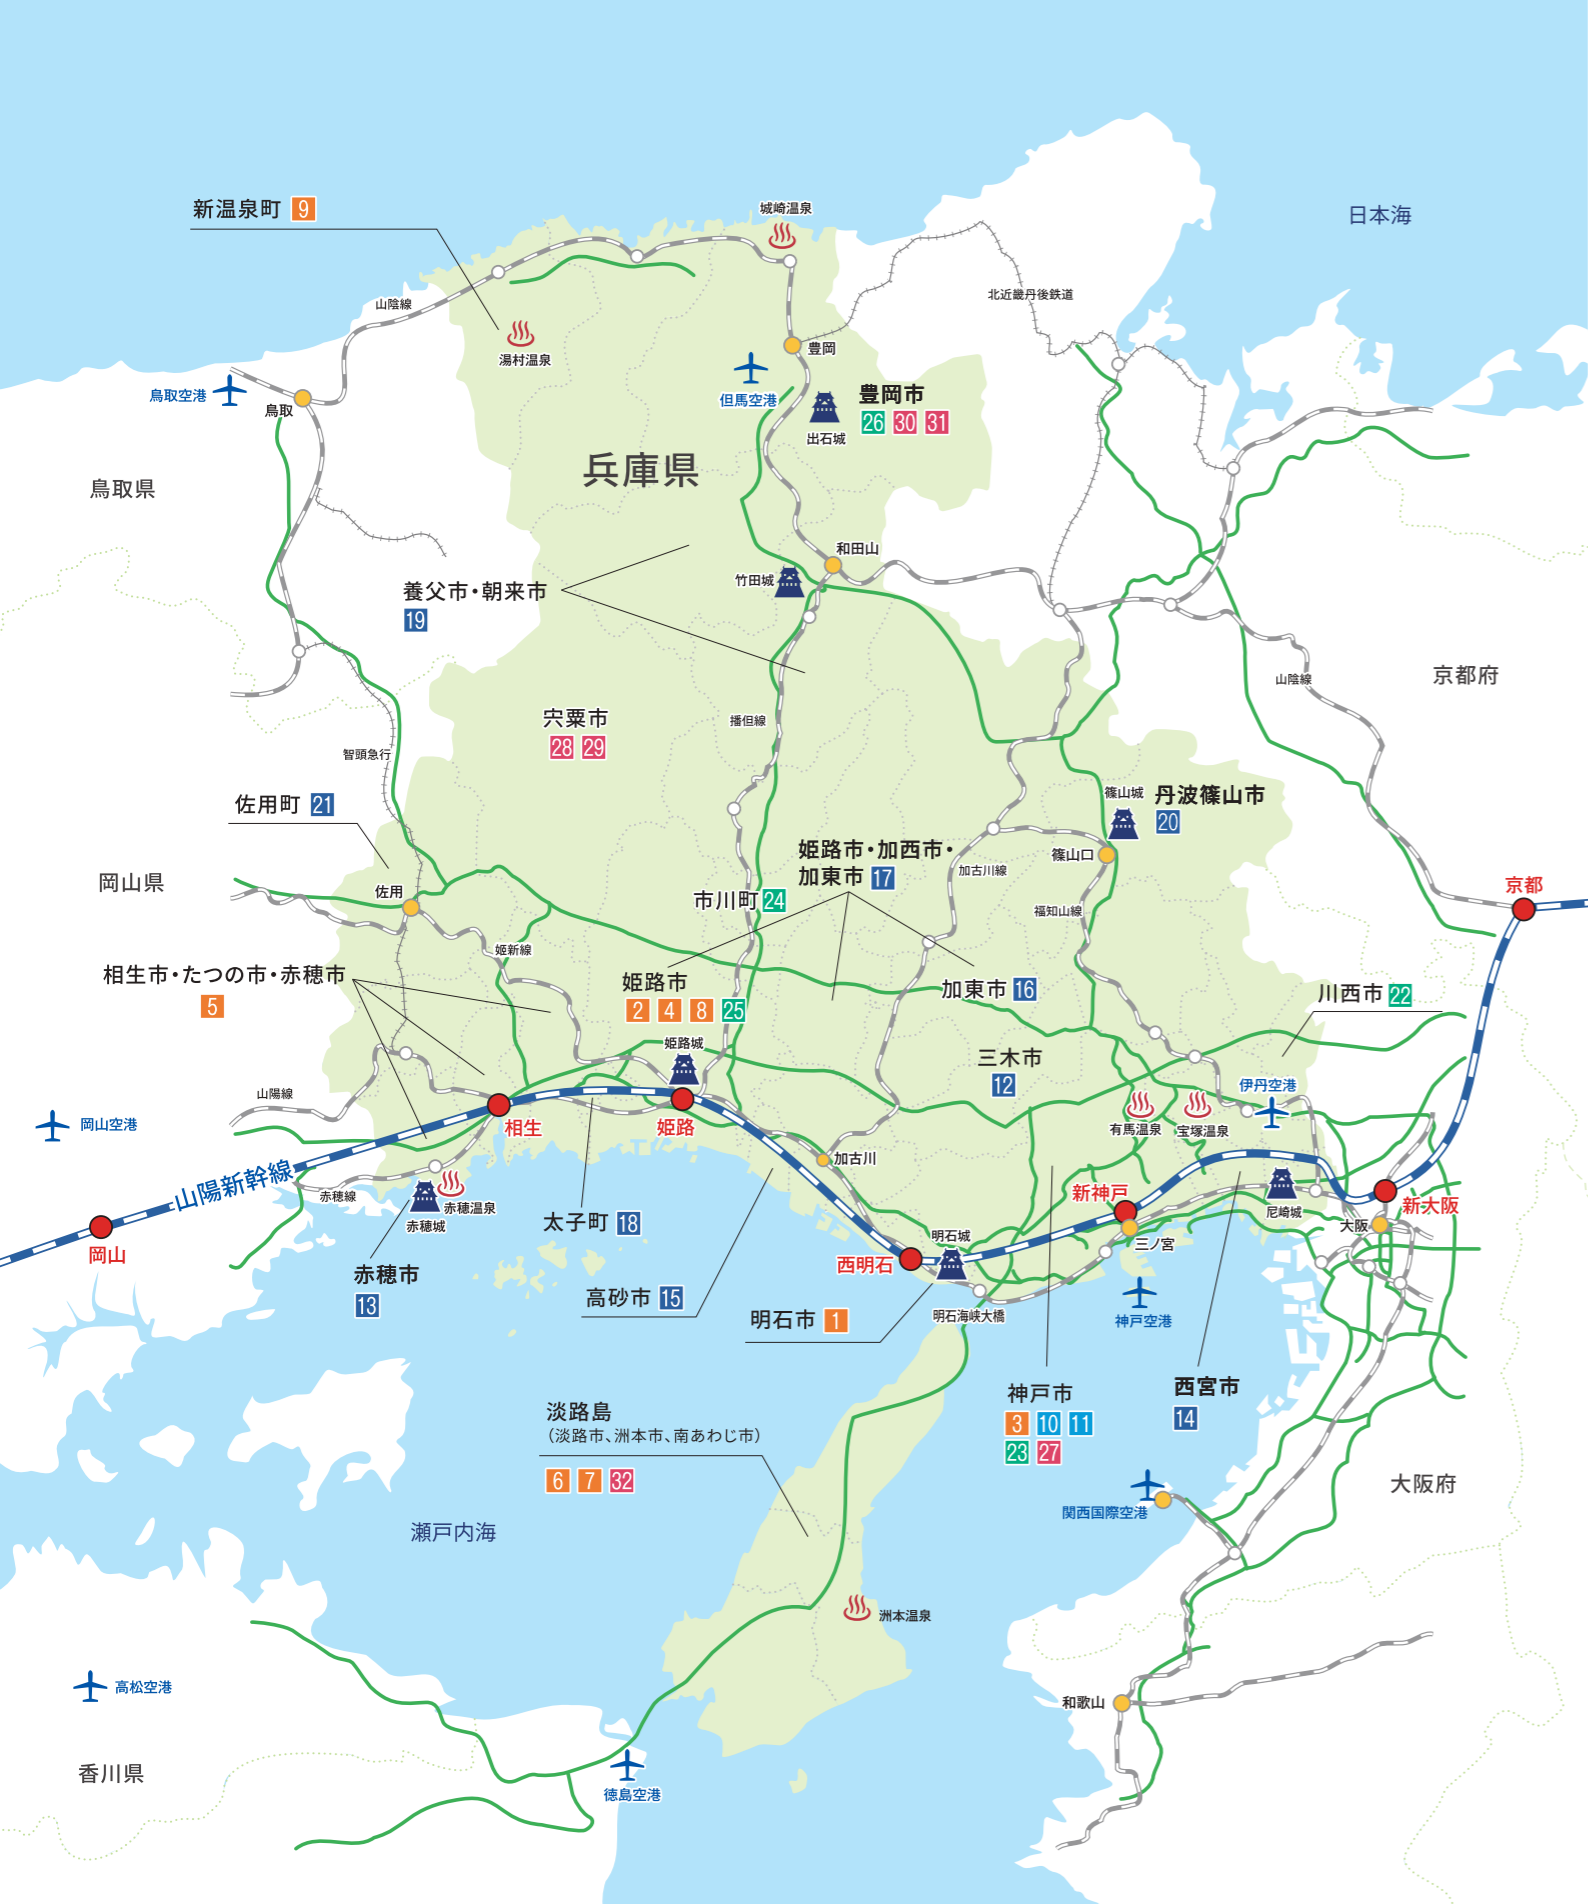 新温泉町 9
城崎温泉
日本海
北近畿丹後鉄道
山陰線
湯村温泉
豊岡
鳥取空港
鳥取
但馬空港
豊岡市
26 30 31
出石城
兵庫県
鳥取県
和田山
竹田城
養父市・朝来市
19
山陰線
京都府
宍粟市
28 29
播但線
智頭急行
佐用町 21
篠山城
丹波篠山市
20
姫路市・加西市・
加東市 17
篠山口
加古川線
岡山県
佐用
市川町 24
福知山線
京都
姫新線
相生市・たつの市・赤穂市
5
姫路市
2 4 8 25
加東市 16
川西市 22
姫路城
三木市
12
伊丹空港
山陽線
岡山空港
相生
姫路
有馬温泉
宝塚温泉
加古川
山陽新幹線
赤穂線
赤穂温泉
赤穂城
新神戸
尼崎城
新大阪
大阪
太子町 18
明石城
三ノ宮
岡山
西明石
赤穂市
13
高砂市 15
明石市 1
明石海峡大橋
神戸空港
神戸市
3 10 11
23 27
西宮市
14
淡路島
（淡路市、洲本市、南あわじ市）
6 7 32
大阪府
関西国際空港
瀬戸内海
洲本温泉
高松空港
和歌山
香川県
徳島空港